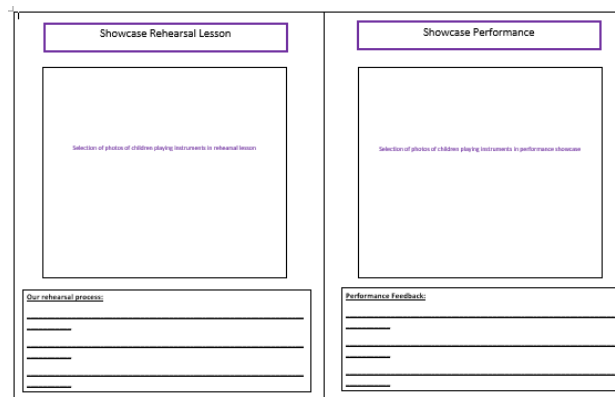 Showcase Rehearsal Lesson
Selection of photos of children playing instruments in rehearsal lesson
Our rehearsal process:
Showcase Performance
Selection of photos of children playing instruments in performance showcase
Performance Feedback: